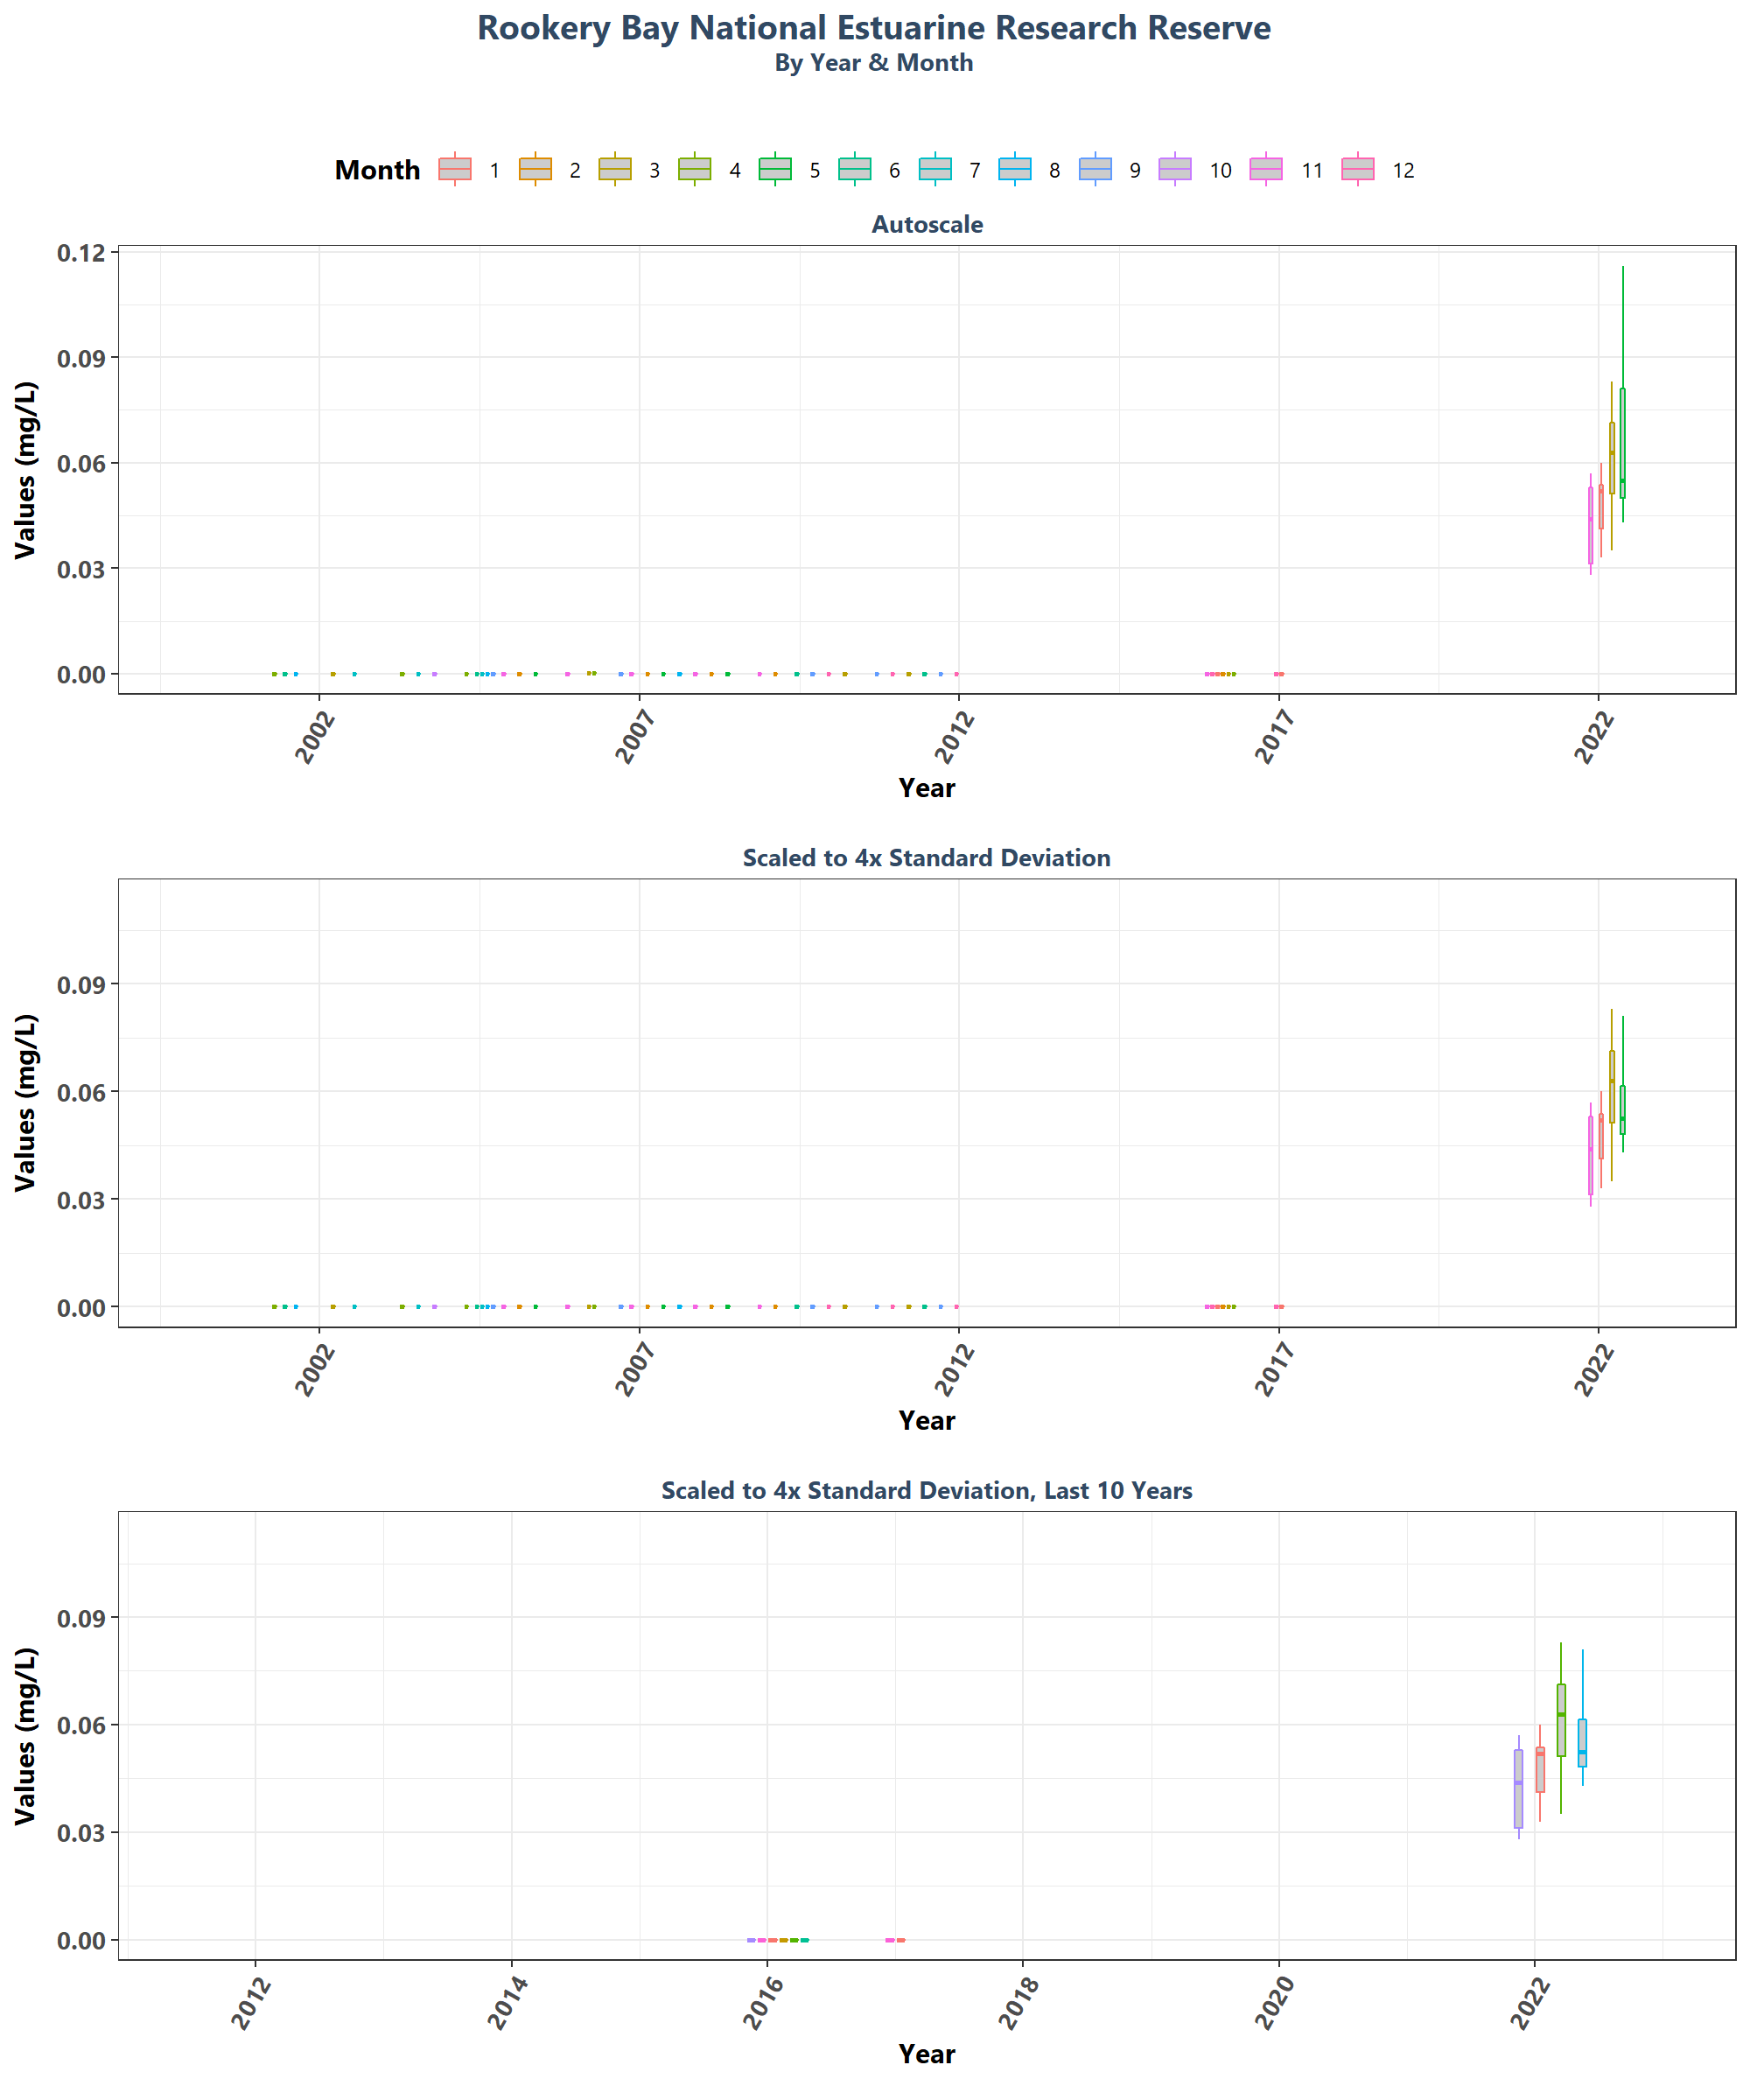 Rookery Bay National Estuarine Research Reserve
By Year & Month
Month 1 2 3 4 5 6 7 8 9 10 11 12
Autoscale
Values (mg/L)
0.12
0.09
0.06
0.03
0.00
2002 2007 2012 2017 2022
Year
Scaled to 4x Standard Deviation
Values (mg/L)
0.09
0.06
0.03
0.00
2002 2007 2012 2017 2022
Year
Scaled to 4x Standard Deviation, Last 10 Years
Values (mg/L)
0.09
0.06
0.03
0.00
2012 2014 2016 2018 2020 2022
Year